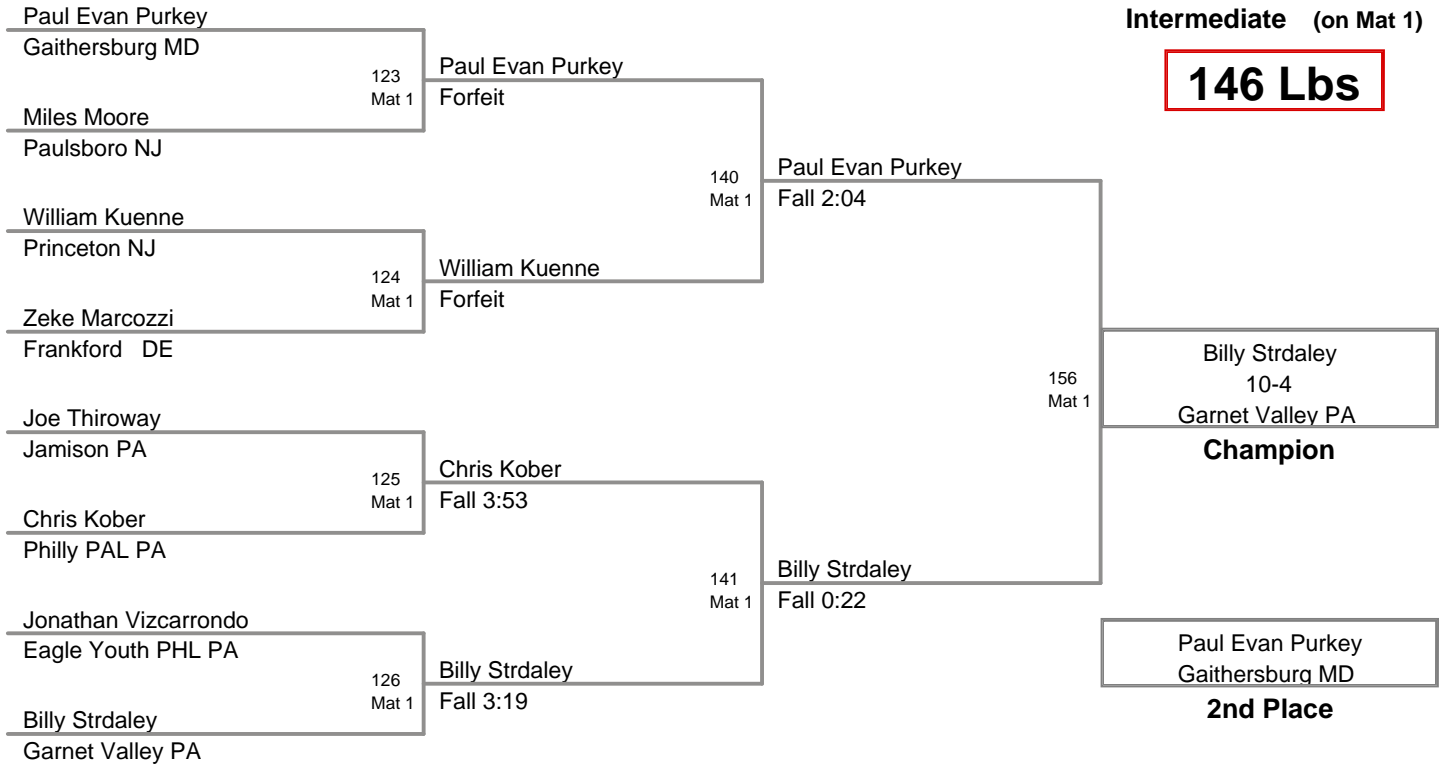 Intermediate (on Mat 1)
146 Lbs
Paul Evan Purkey
Gaithersburg MD
123
Mat 1
Miles Moore
Paulsboro NJ
William Kuenne
Princeton NJ
124
Mat 1
Zeke Marcozzi
Frankford DE
Joe Thiroway
Jamison PA
125
Mat 1
Chris Kober
Philly PAL PA
Jonathan Vizcarrondo
Eagle Youth PHL PA
126
Mat 1
Billy Strdaley
Garnet Valley PA
Paul Evan Purkey
Forfeit
140
Mat 1
William Kuenne
Forfeit
Chris Kober
Fall 3:53
141
Mat 1
Billy Strdaley
Fall 3:19
Paul Evan Purkey
Fall 2:04
156
Mat 1
Billy Strdaley
Fall 0:22
Billy Strdaley
10-4
Garnet Valley PA
Champion
Paul Evan Purkey
Gaithersburg MD
2nd Place